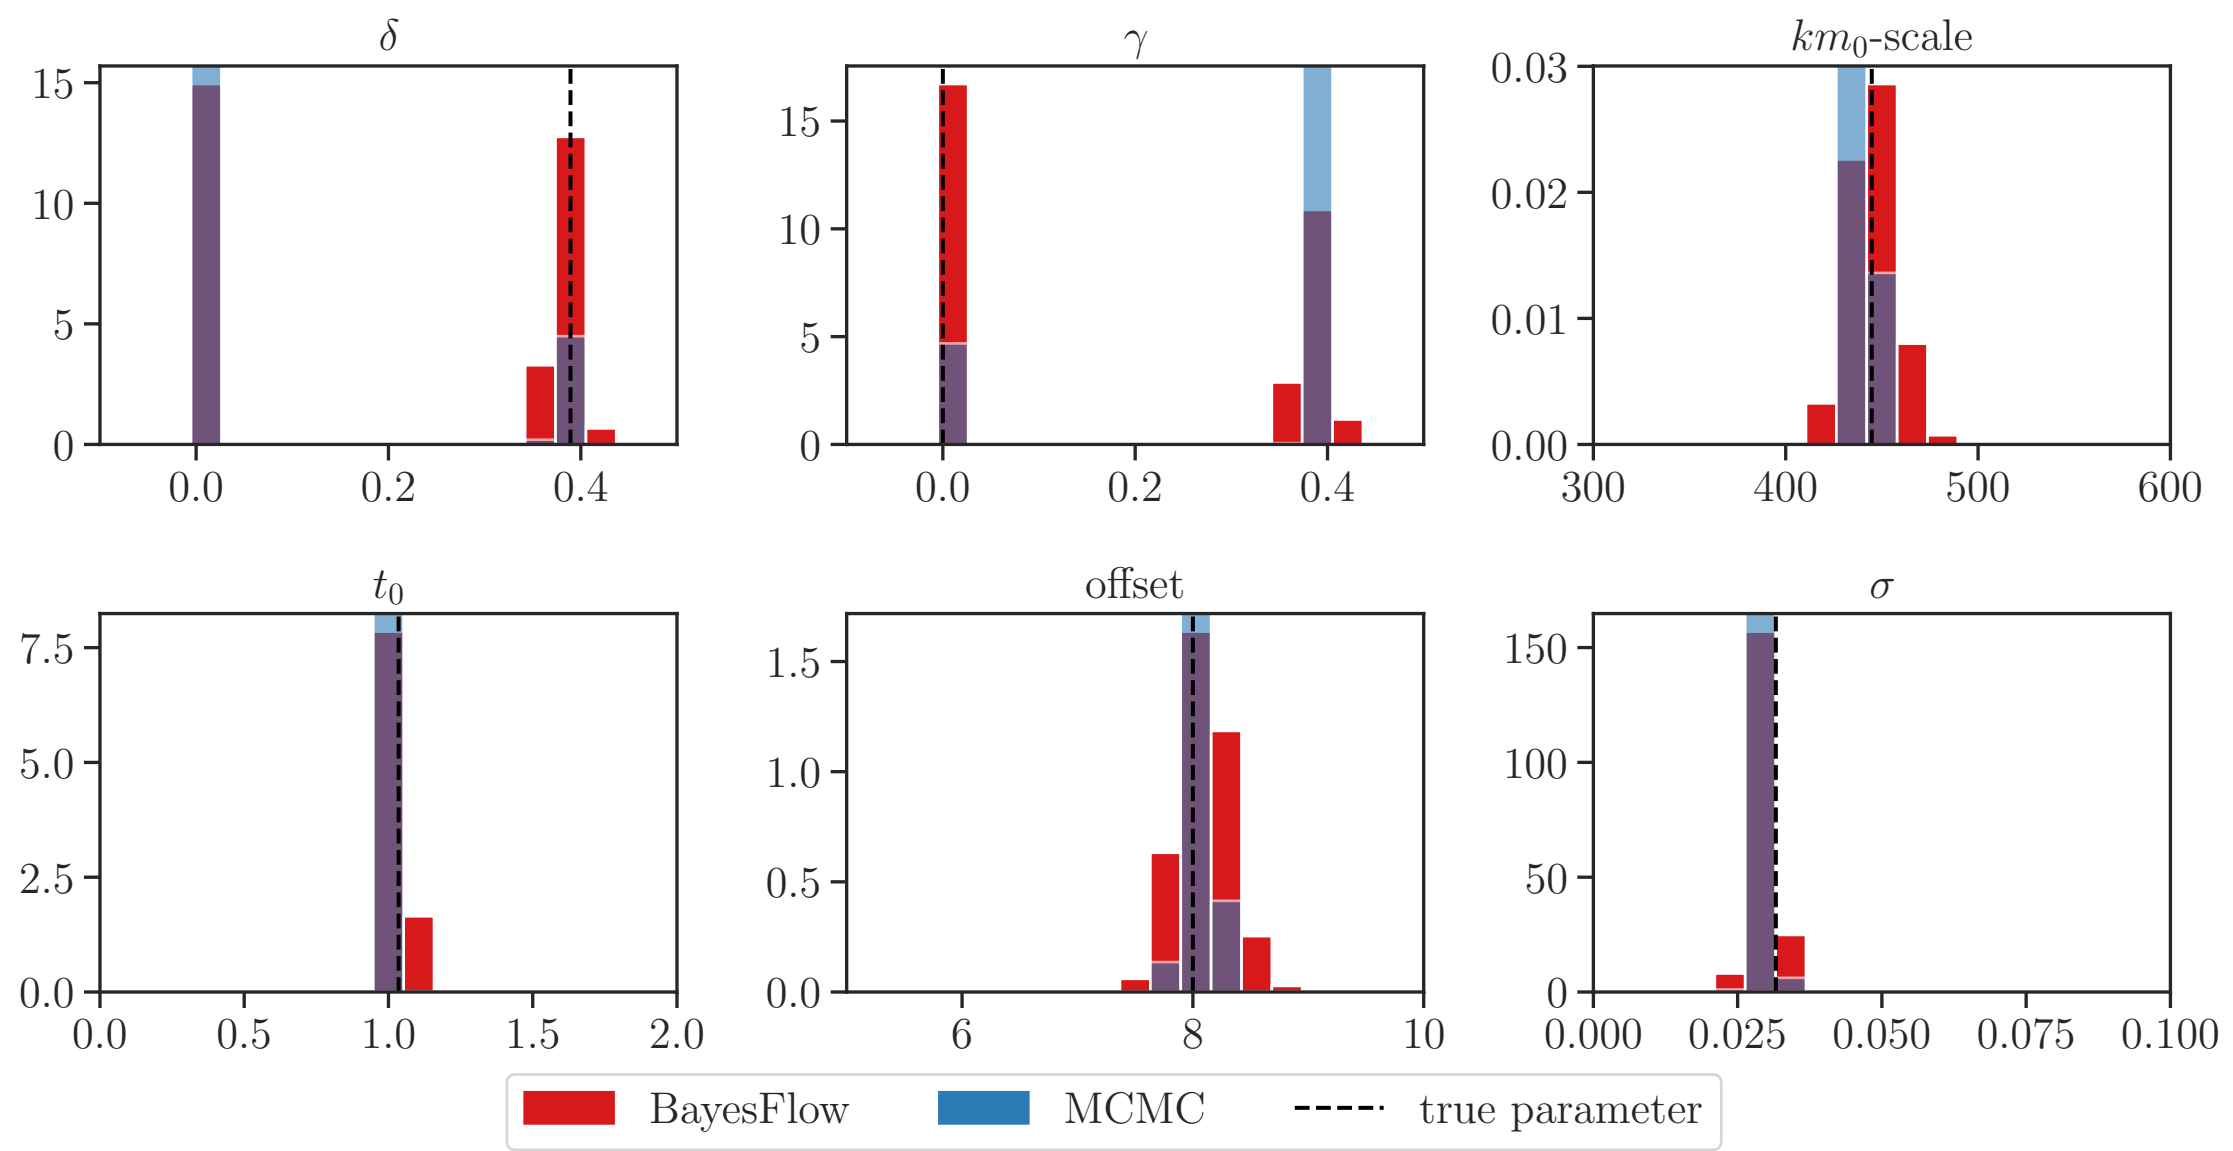 δ γ km₀-scale
15 15 0.03
10 10 0.02
5 5 0.01
0 0 0.00
0.0 0.2 0.4 0.0 0.2 0.4 300 400 500 600
t₀ offset σ
7.5 1.5 150
5.0 1.0 100
2.5 0.5 50
0.0 0.0 0
0.0 0.5 1.0 1.5 2.0 6 8 10 0.000 0.025 0.050 0.075 0.100
BayesFlow MCMC true parameter